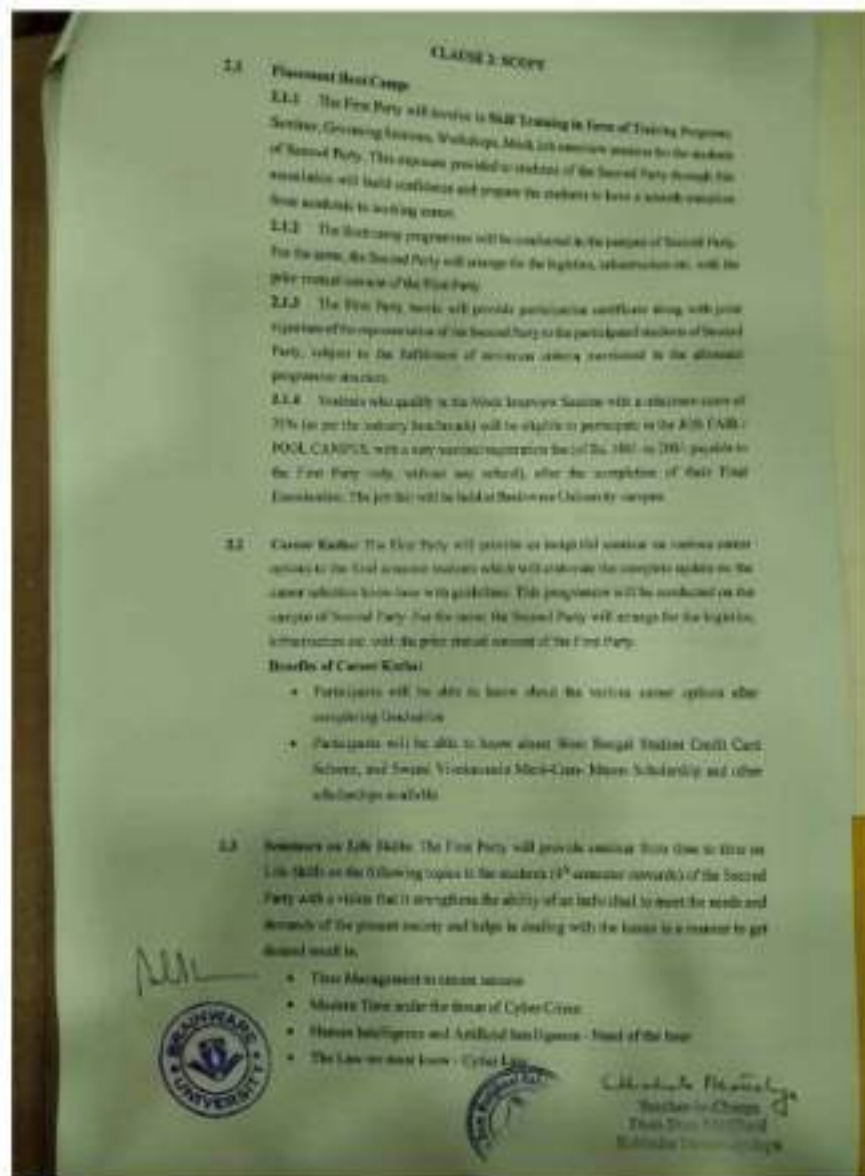 CLAUSE 2: SCOPE
2.1 Placement Boot Camp
2.1.1 The First Party will involve in Skill Training in form of Training Program,
Seminar, Grooming Sessions, Workshops, Mock Job interview sessions for the students
of Second Party. This exposure provided to students of the Second Party through this
association will build confidence and prepare the students to have a smooth transition
from academic to working career.
2.1.2 The Boot camp programme will be conducted in the campus of Second Party.
For the same, the Second Party will arrange for the logistics, infrastructure etc. with the
prior mutual consent of the First Party.
2.1.3 The First Party will provide participation certificate along with joint
signature of the representative of the Second Party to the participated students of Second
Party, subject to the fulfilment of criteria mentioned in the
programme structure.
2.1.4 Students who qualify in the Mock Interview Session with a minimum score of
(as per the industry benchmark) will be eligible to participate in the JOB FAIR /
POOL CAMPUS, with a very nominal registration fee of Rs. payable to
the First Party only, without any refund), after the completion of their Final
Examination. The job fair will be held at Brainware University campus.
2.2 Career Katha: The First Party will provide an insightful seminar on various career
options to the final semester students which will elaborate the complete update on the
career selection know-how with guidelines. This programme will be conducted on the
campus of Second Party. For the same, the Second Party will arrange for the logistics,
infrastructure etc. with the prior mutual consent of the First Party.
Benefits of Career Katha:
• Participants will be able to know about the various career options after
completing Graduation
• Participants will be able to know about West Bengal Student Credit Card
Scheme, and Swami Vivekananda Merit-Cum-Means Scholarship and other
scholarships available
2.3 Seminars on Life Skills: The First Party will provide seminar from time to time on
Life Skills on the following topics to the students (4th semester onwards) of the Second
Party with a vision that it strengthens the ability of an individual to meet the needs and
demands of the present society and helps in dealing with the in a manner to get
desired result in.
• Time Management to ensure success
• Modern Time under the threat of Cyber Crime
• Human Intelligence and Artificial Intelligence - Need of the hour
• The Law we must know - Cyber Law
BRAINWARE
UNIVERSITY
Teacher-in-Charge